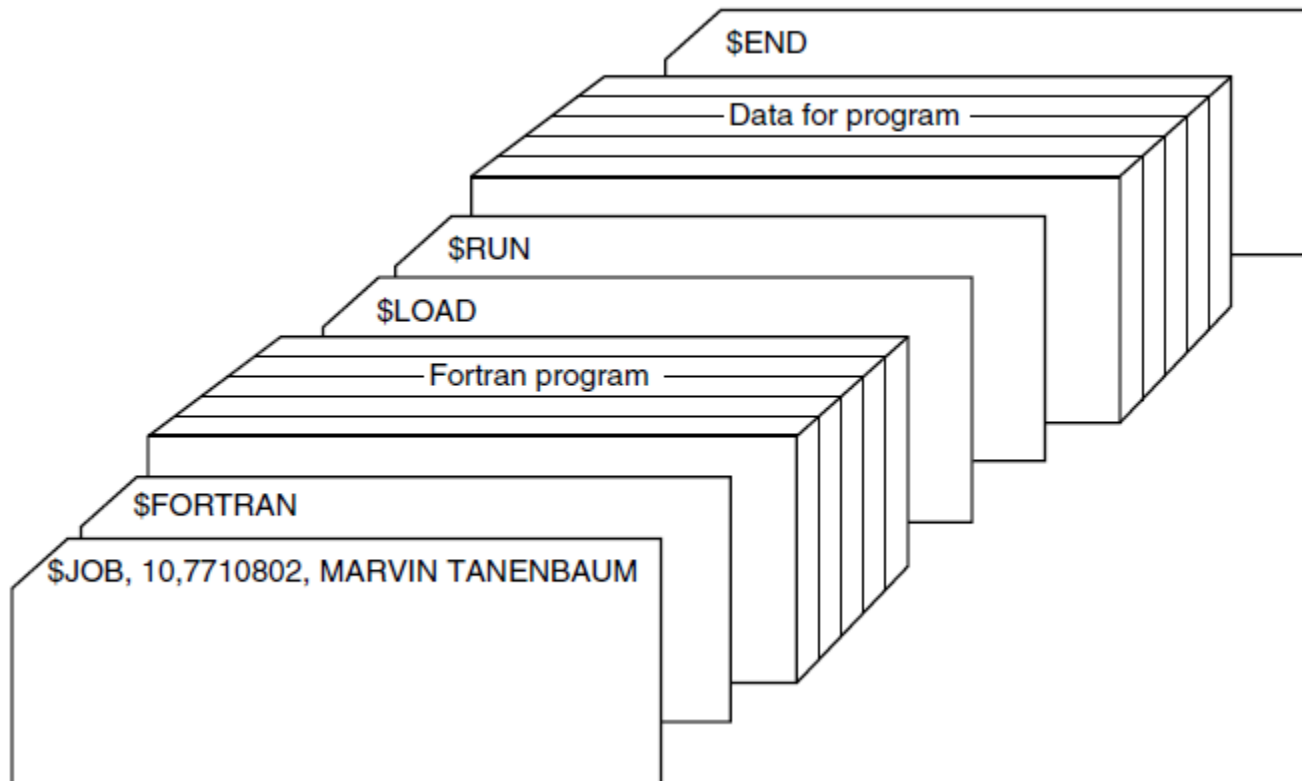 $END
Data for program
$RUN
$LOAD
Fortran program
$FORTRAN
$JOB, 10,7710802, MARVIN TANENBAUM